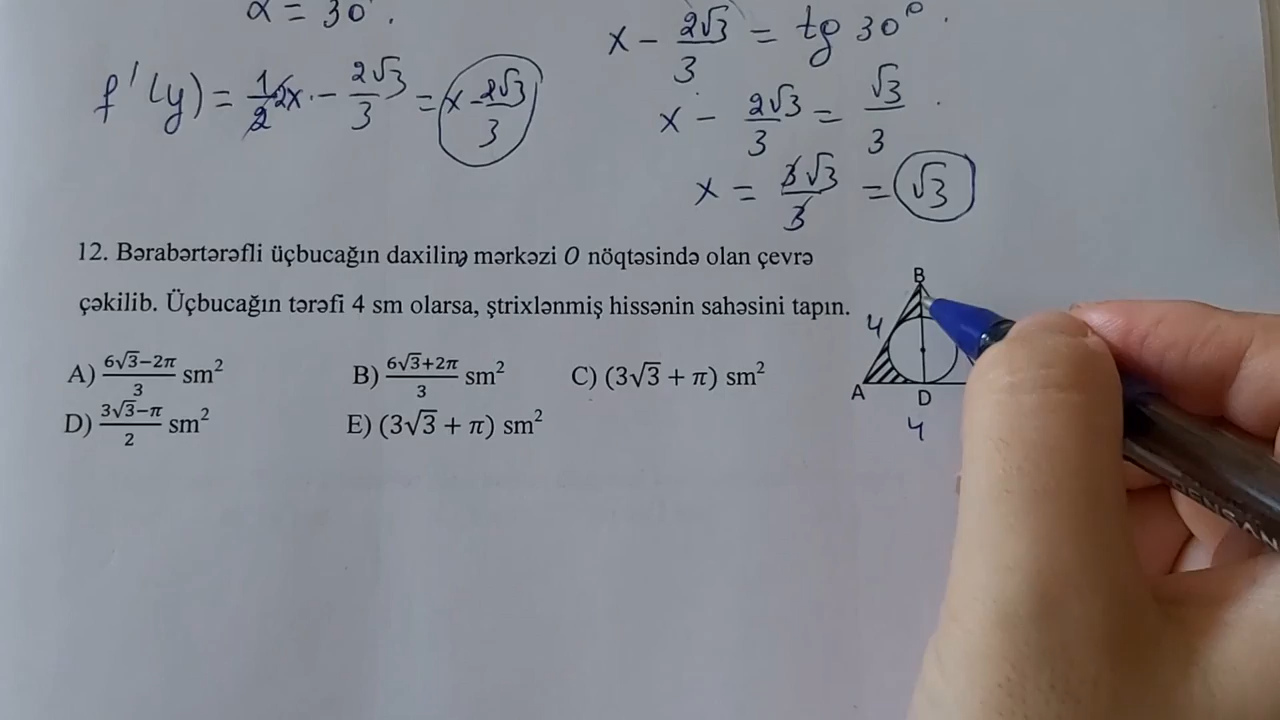 α = 30°.
f'(y) = 1/2 2x · - 2√3/3 = x - 2√3/3
x - 2√3/3 = tg 30°.
x - 2√3/3 = √3/3.
x = 3√3/3 = √3
12. Bərabərtərəfli üçbucağın daxilinə mərkəzi O nöqtəsində olan çevrə
çəkilib. Üçbucağın tərəfi 4 sm olarsa, ştrixlənmiş hissənin sahəsini tapın.
A) (6√3−2π)/3 sm² B) (6√3+2π)/3 sm² C) (3√3 + π) sm²
D) (3√3−π)/2 sm² E) (3√3 + π) sm²
B
4
A D
4